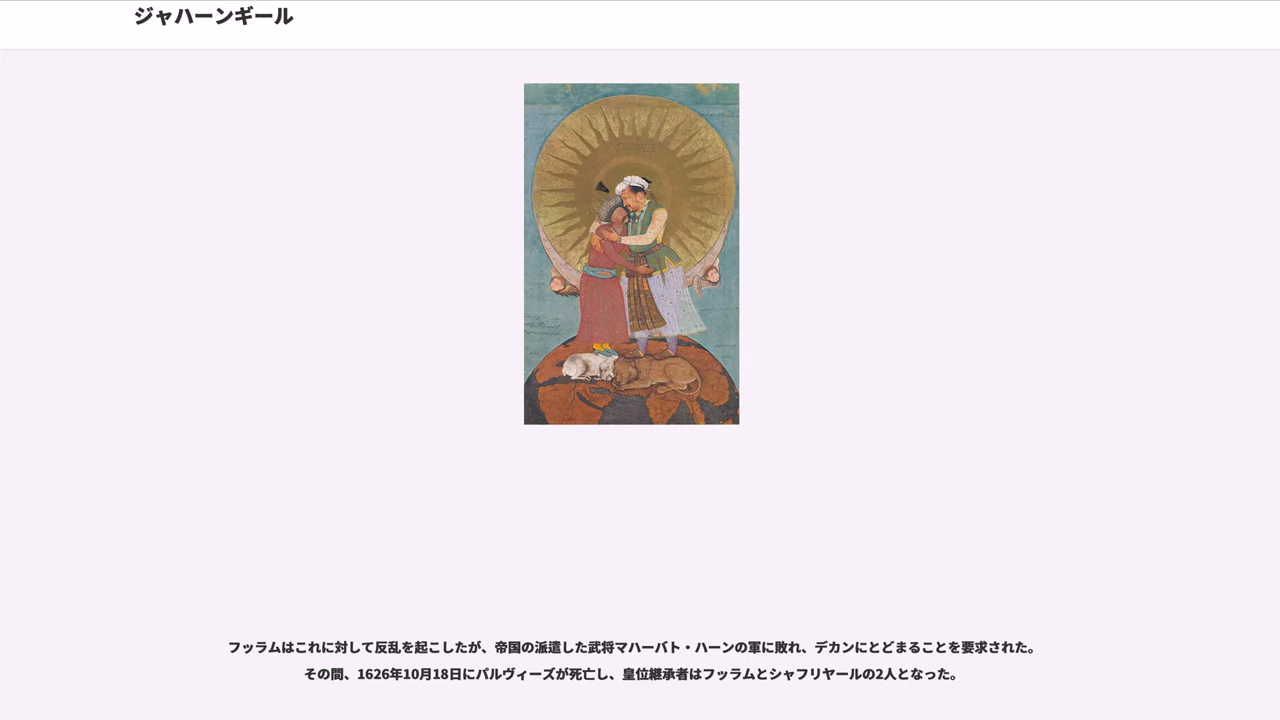 ジャハーンギール
フッラムはこれに対して反乱を起こしたが、帝国の派遣した武将マハーバト・ハーンの軍に敗れ、デカンにとどまることを要求された。
その間、1626年10月18日にパルヴィーズが死亡し、皇位継承者はフッラムとシャフリヤールの2人となった。